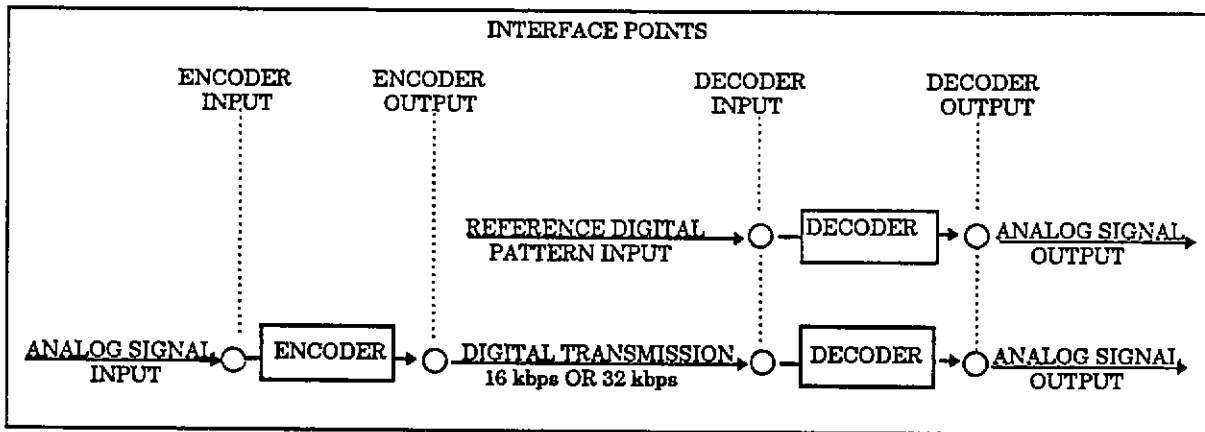 INTERFACE POINTS
ENCODER INPUT
ENCODER OUTPUT
DECODER INPUT
DECODER OUTPUT
REFERENCE DIGITAL
PATTERN INPUT
DECODER
ANALOG SIGNAL
OUTPUT
ANALOG SIGNAL
INPUT
ENCODER
DIGITAL TRANSMISSION
16 kbps OR 32 kbps
DECODER
ANALOG SIGNAL
OUTPUT